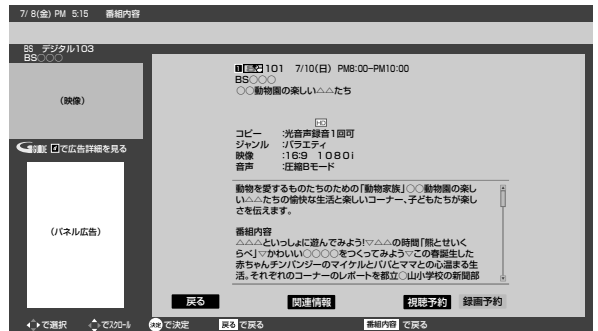 7/ 8(金) PM 5:15 番組内容
BS デジタル103
BS○○○
(映像)
Gガイド dで広告詳細を見る
(パネル広告)
101 7/10(日) PM8:00-PM10:00
BS○○○
○○動物園の楽しい△△たち
HD
コピー :光音声録音1回可
ジャンル :バラエティ
映像 :16:9 1080i
音声 :圧縮Bモード
動物を愛するものたちのための「動物家族」○○動物園の楽し
い△△たちの愉快な生活と楽しいコーナー、子どもたちが楽し
さを伝えます。
番組内容
△△△といっしょに遊んでみよう!▽△△の時間「熊とせいく
らべ」▽かわいい○○○○をつくってみよう▽この春誕生した
赤ちゃんチンパンジーのマイケルとパパとママとの心温まる生
活。それぞれのコーナーのレポートを都立○山小学校の新聞部
戻る 関連情報 視聴予約 録画予約
で選択 でスクロール 決定 で決定 戻る で戻る 番組内容 で戻る